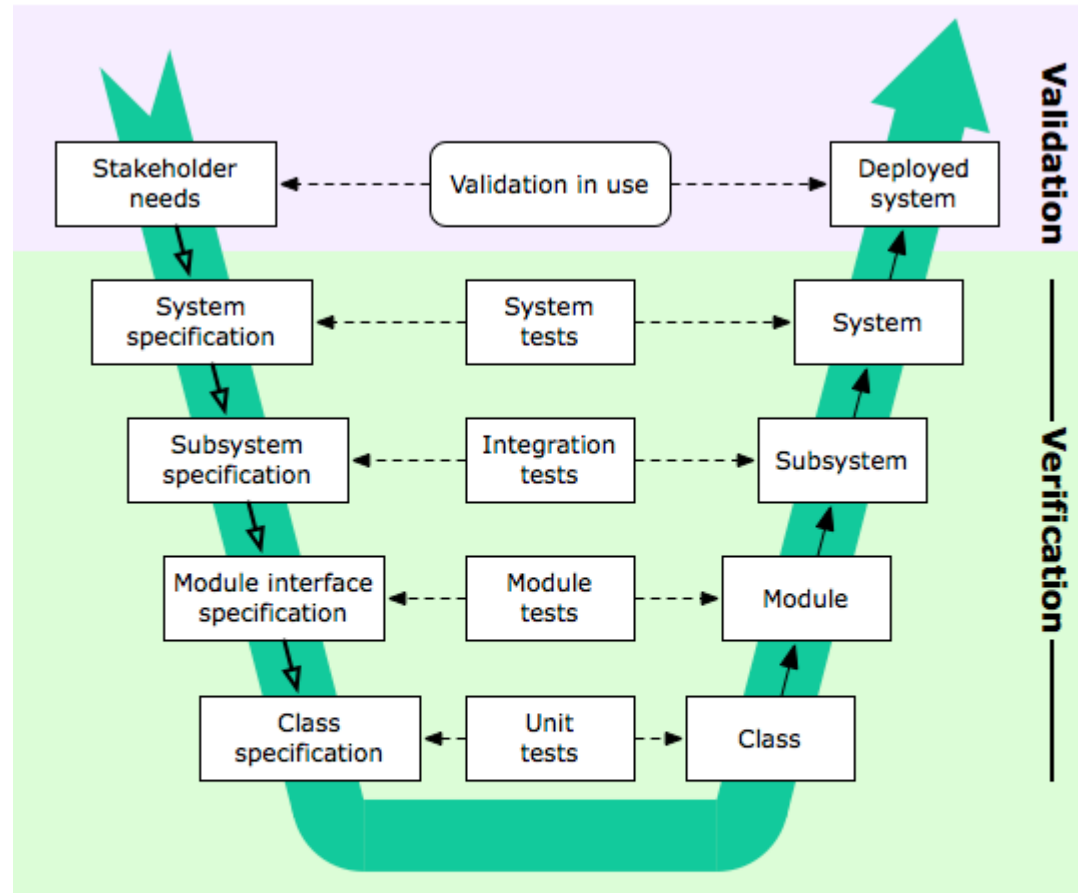 Validation
Stakeholder
needs
Validation in use
Deployed
system
System
specification
System
tests
System
Subsystem
specification
Integration
tests
Subsystem
Verification
Module interface
specification
Module
tests
Module
Class
specification
Unit
tests
Class